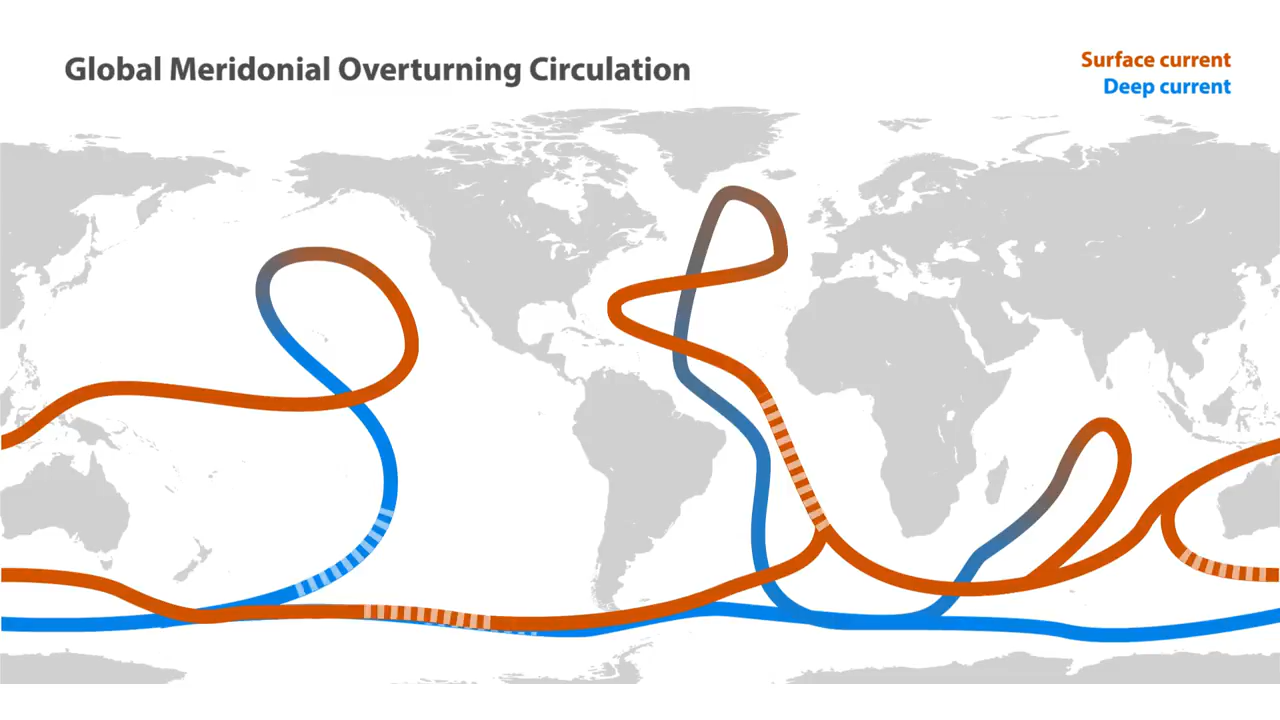 Global Meridonial Overturning Circulation
Surface current
Deep current